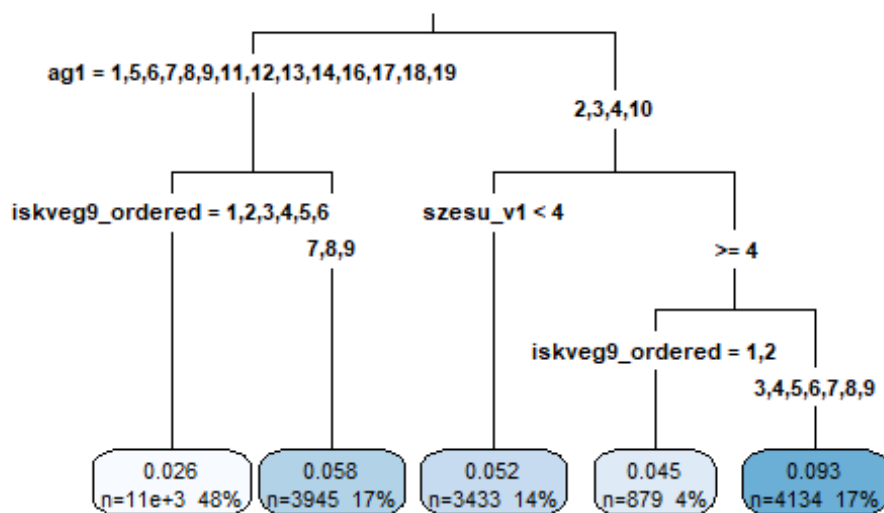 ag1 = 1,5,6,7,8,9,11,12,13,14,16,17,18,19
2,3,4,10
iskveg9_ordered = 1,2,3,4,5,6
7,8,9
szesu_v1 < 4
>= 4
iskveg9_ordered = 1,2
3,4,5,6,7,8,9
0.026
n=11e+3 48%
0.058
n=3945 17%
0.052
n=3433 14%
0.045
n=879 4%
0.093
n=4134 17%